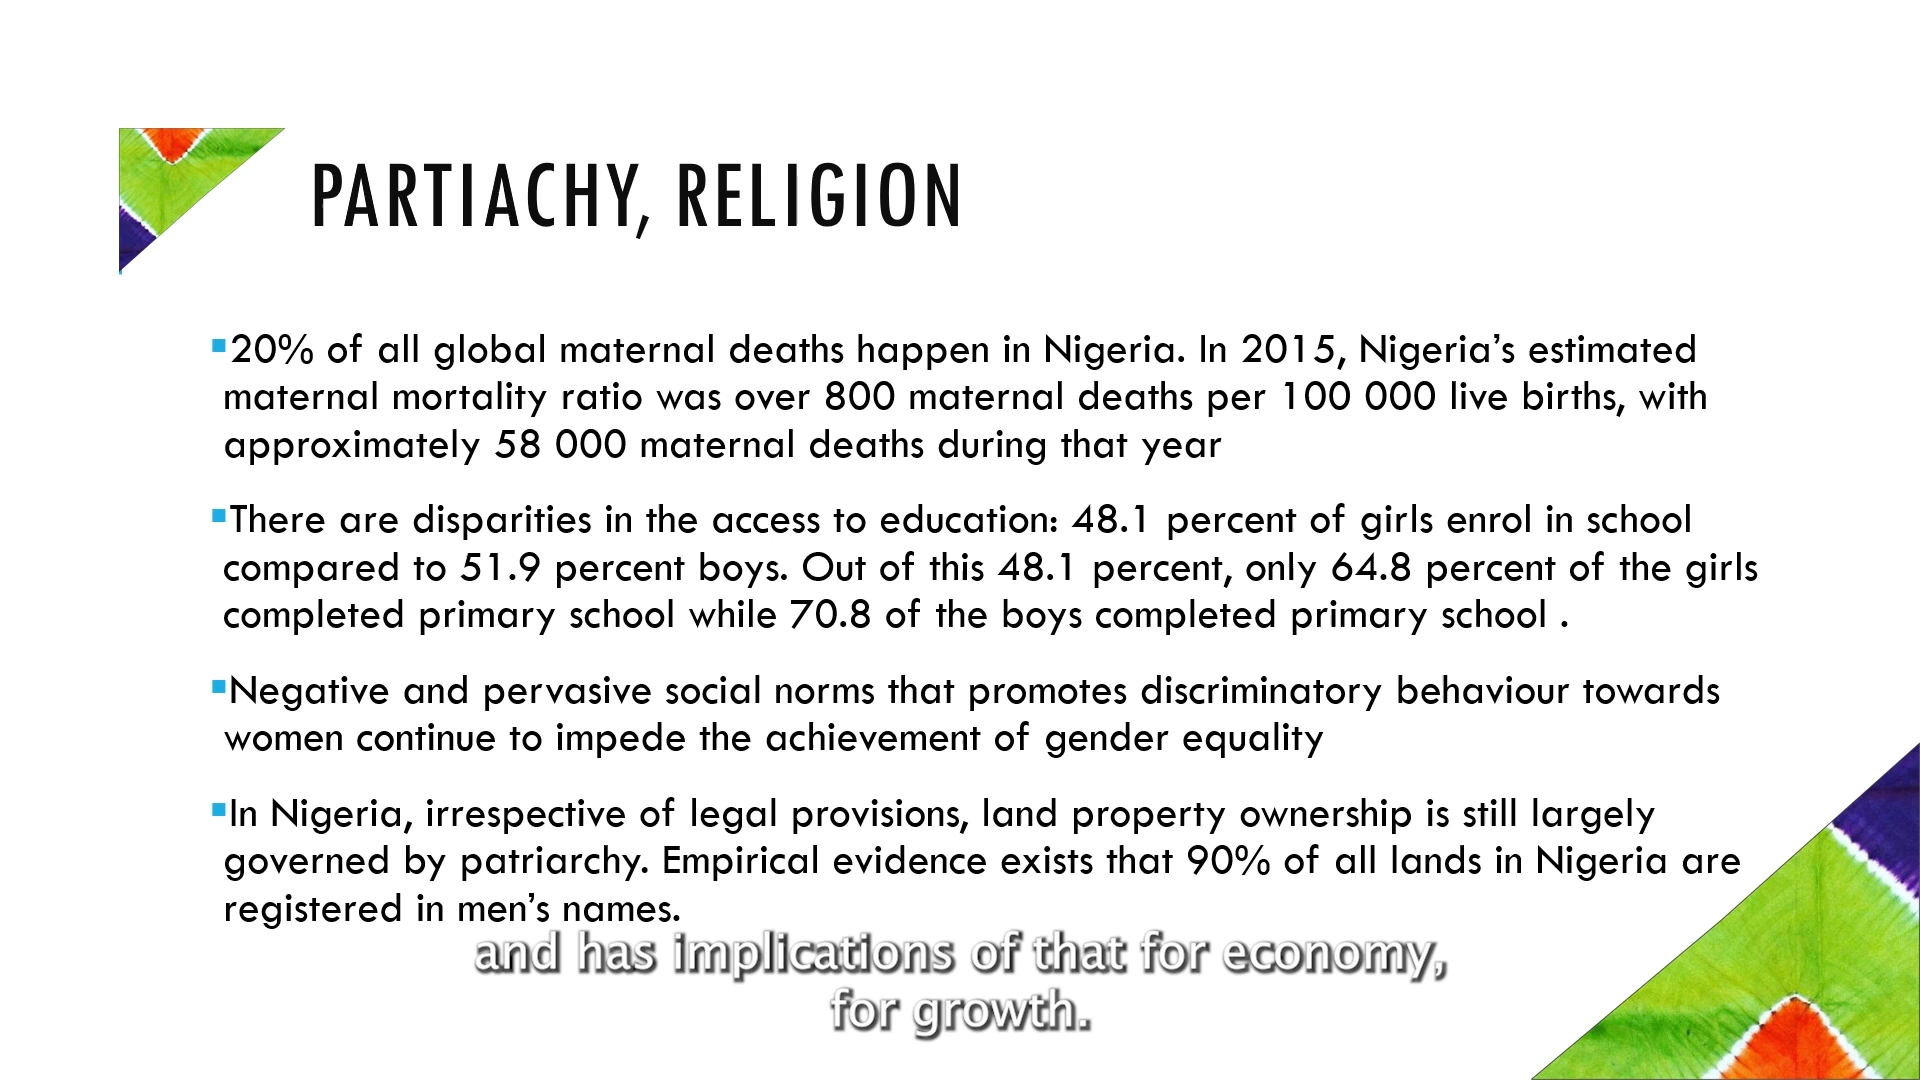 PARTIACHY, RELIGION
▪20% of all global maternal deaths happen in Nigeria. In 2015, Nigeria’s estimated
maternal mortality ratio was over 800 maternal deaths per 100 000 live births, with
approximately 58 000 maternal deaths during that year
▪There are disparities in the access to education: 48.1 percent of girls enrol in school
compared to 51.9 percent boys. Out of this 48.1 percent, only 64.8 percent of the girls
completed primary school while 70.8 of the boys completed primary school .
▪Negative and pervasive social norms that promotes discriminatory behaviour towards
women continue to impede the achievement of gender equality
▪In Nigeria, irrespective of legal provisions, land property ownership is still largely
governed by patriarchy. Empirical evidence exists that 90% of all lands in Nigeria are
registered in men’s names.
and has implications of that for economy,
for growth.